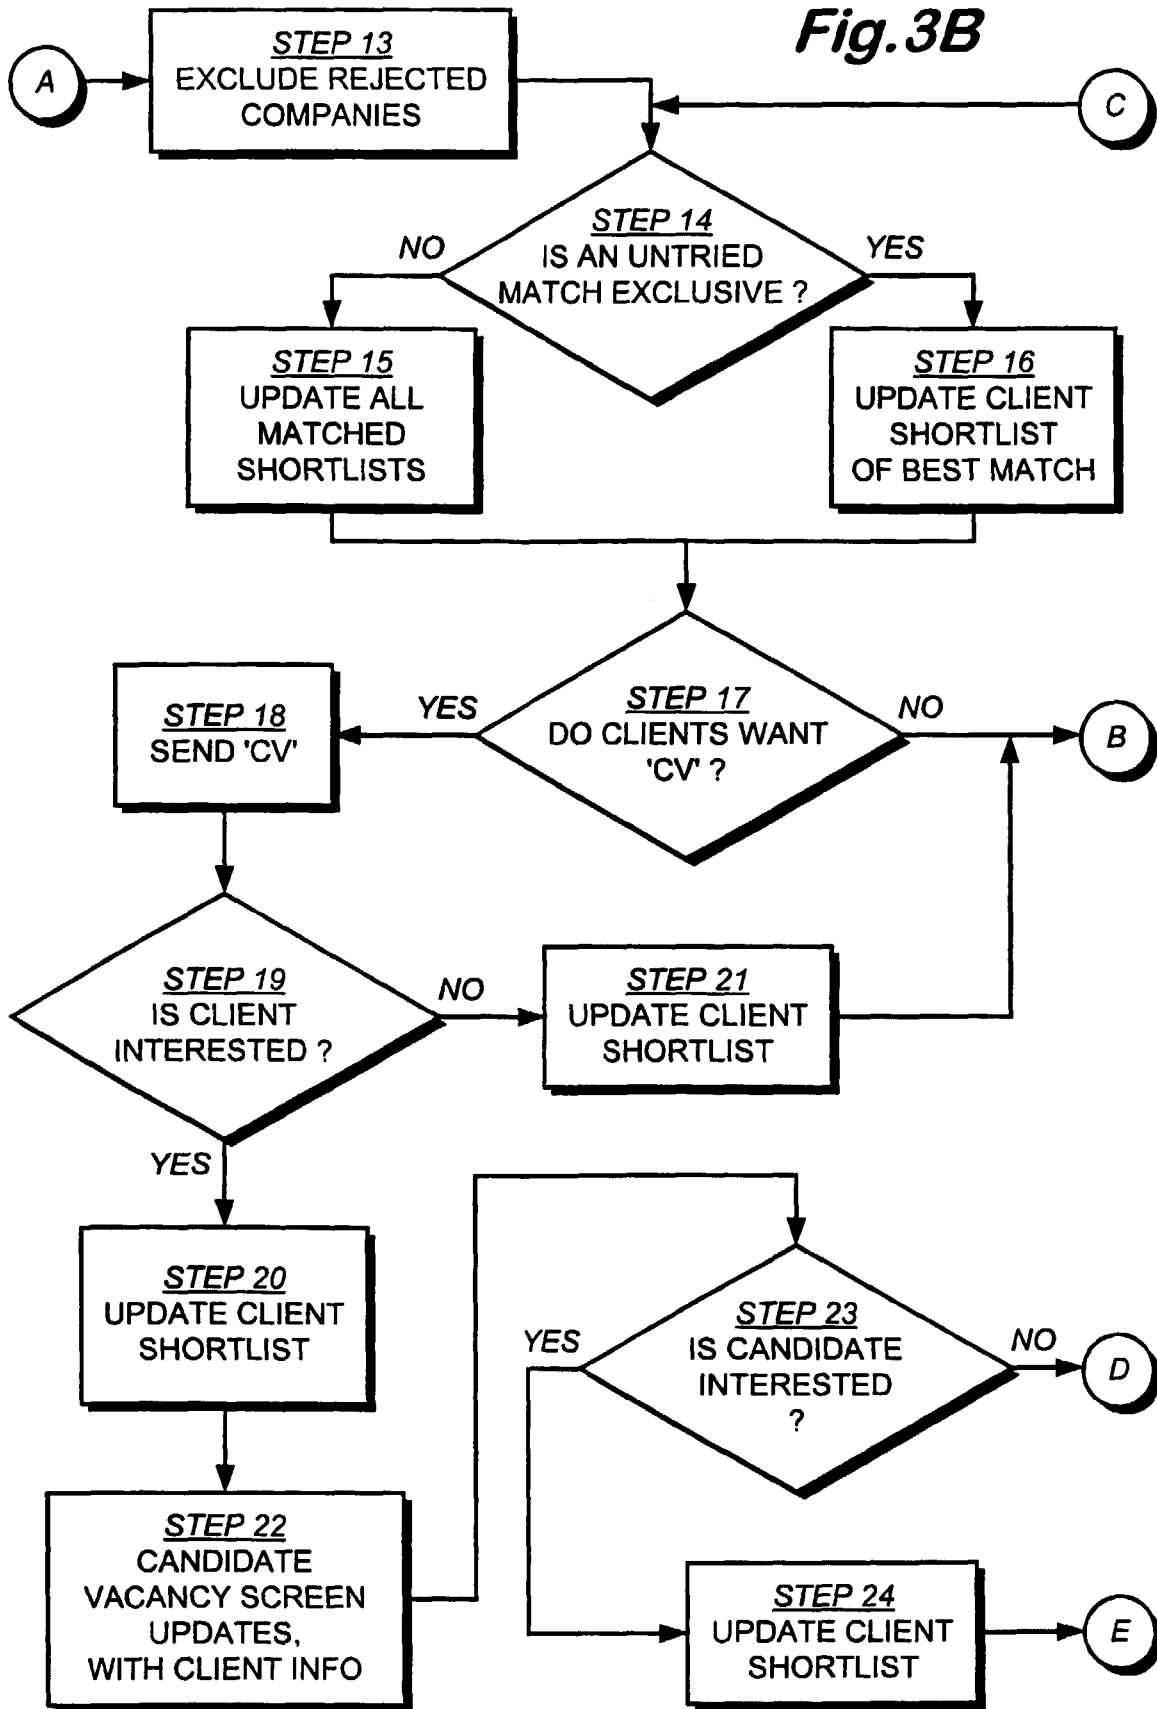 Fig.3B
A
STEP 13
EXCLUDE REJECTED
COMPANIES
C
STEP 14
IS AN UNTRIED
MATCH EXCLUSIVE ?
NO
YES
STEP 15
UPDATE ALL
MATCHED
SHORTLISTS
STEP 16
UPDATE CLIENT
SHORTLIST
OF BEST MATCH
STEP 17
DO CLIENTS WANT
'CV' ?
YES
NO
B
STEP 18
SEND 'CV'
STEP 19
IS CLIENT
INTERESTED ?
NO
STEP 21
UPDATE CLIENT
SHORTLIST
YES
STEP 20
UPDATE CLIENT
SHORTLIST
STEP 22
CANDIDATE
VACANCY SCREEN
UPDATES,
WITH CLIENT INFO
STEP 23
IS CANDIDATE
INTERESTED
?
YES
NO
D
STEP 24
UPDATE CLIENT
SHORTLIST
E